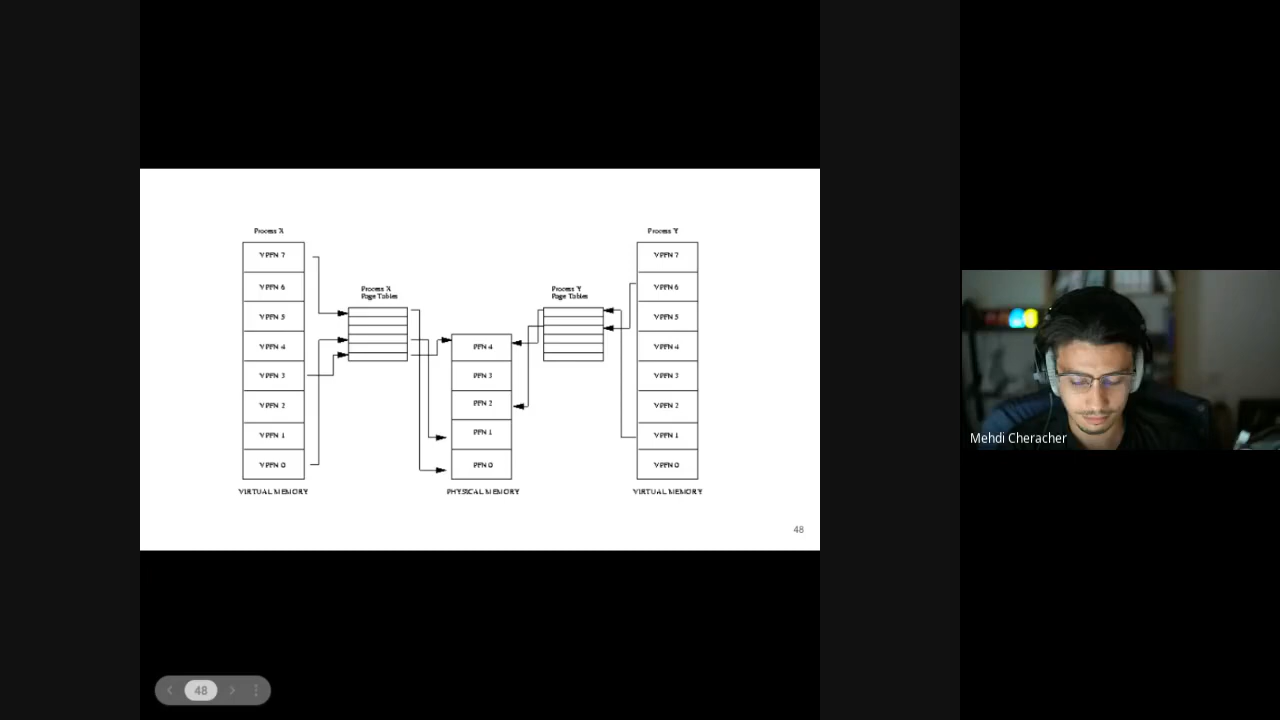 Process X
VPFN 7
VPFN 6
VPFN 5
VPFN 4
VPFN 3
VPFN 2
VPFN 1
VPFN 0
VIRTUAL MEMORY
Process X
Page Tables
PFN 4
PFN 3
PFN 2
PFN 1
PFN 0
PHYSICAL MEMORY
Process Y
Page Tables
Process Y
VPFN 7
VPFN 6
VPFN 5
VPFN 4
VPFN 3
VPFN 2
VPFN 1
VPFN 0
VIRTUAL MEMORY
48
48
Mehdi Cheracher